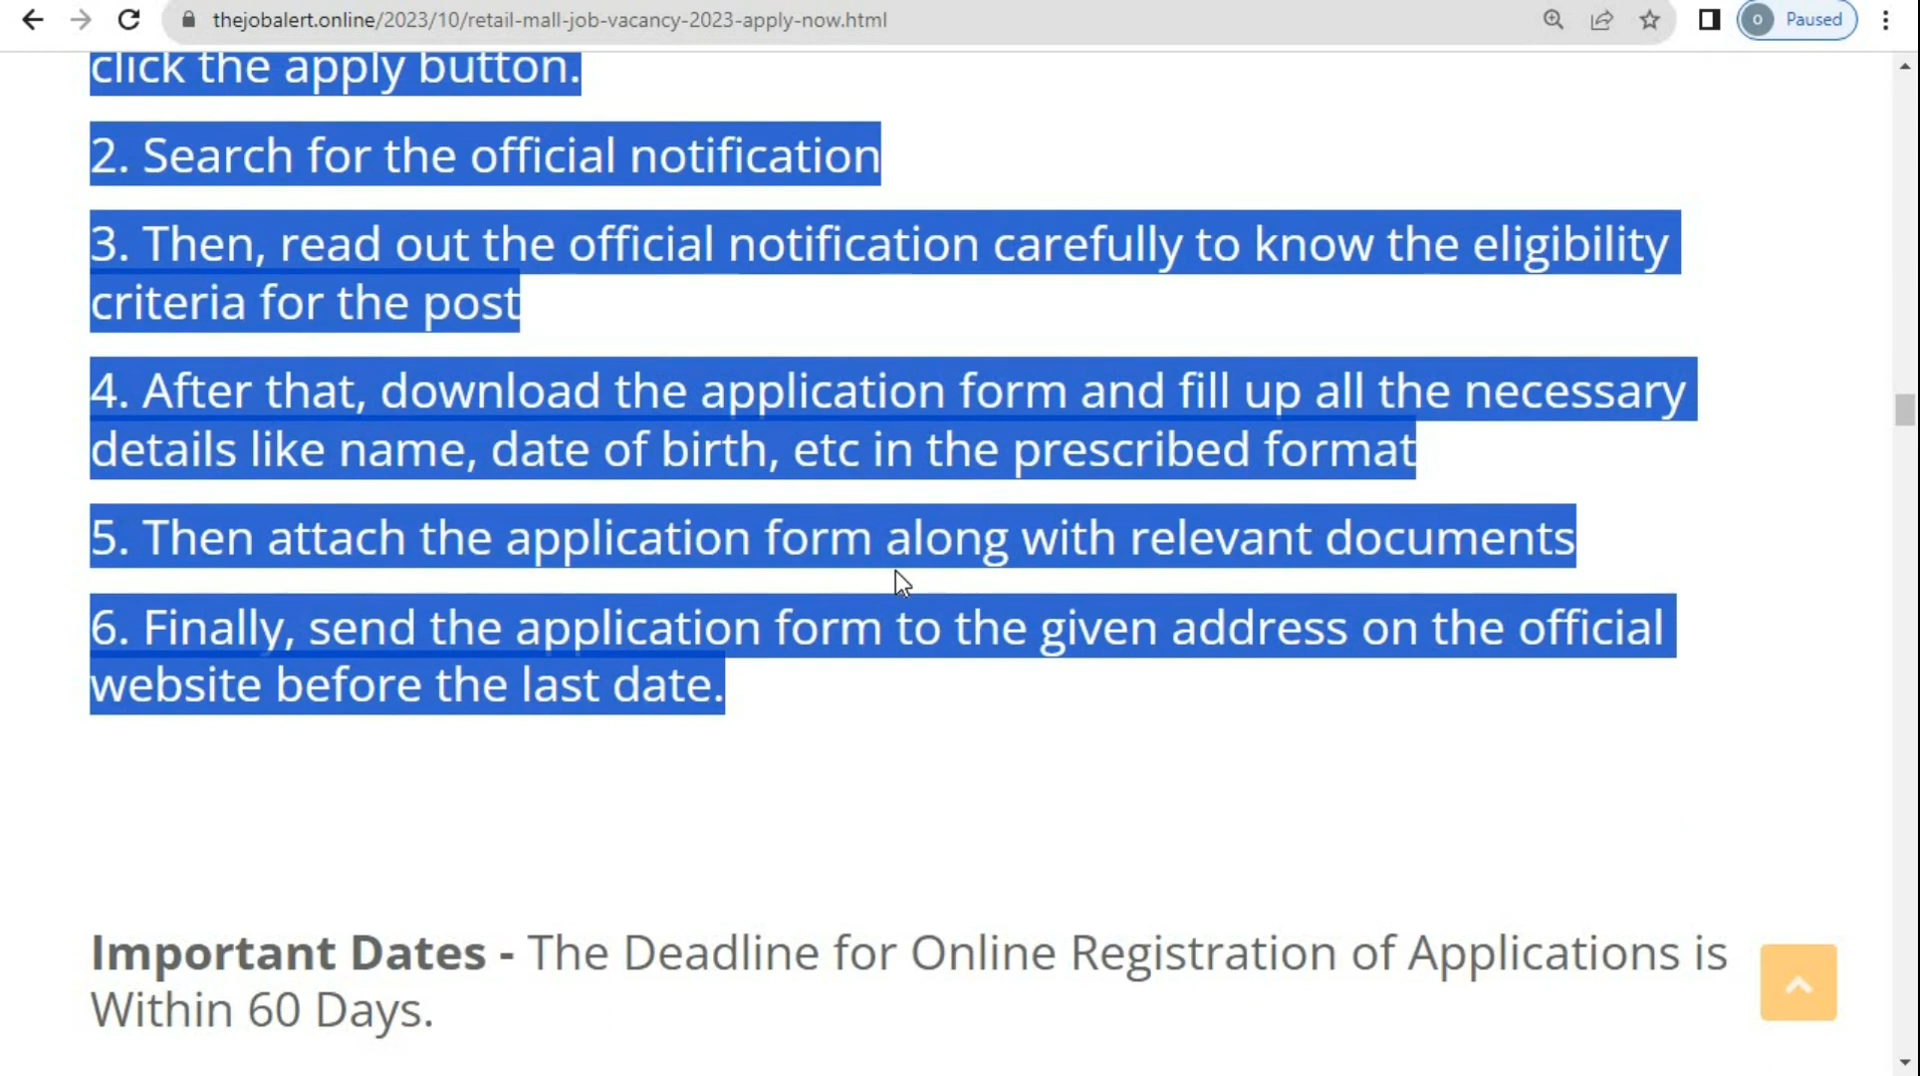 thejobalert.online/2023/10/retail-mall-job-vacancy-2023-apply-now.html
o
Paused
click the apply button.
2. Search for the official notification
3. Then, read out the official notification carefully to know the eligibility
criteria for the post
4. After that, download the application form and fill up all the necessary
details like name, date of birth, etc in the prescribed format
5. Then attach the application form along with relevant documents
6. Finally, send the application form to the given address on the official
website before the last date.
Important Dates - The Deadline for Online Registration of Applications is
Within 60 Days.